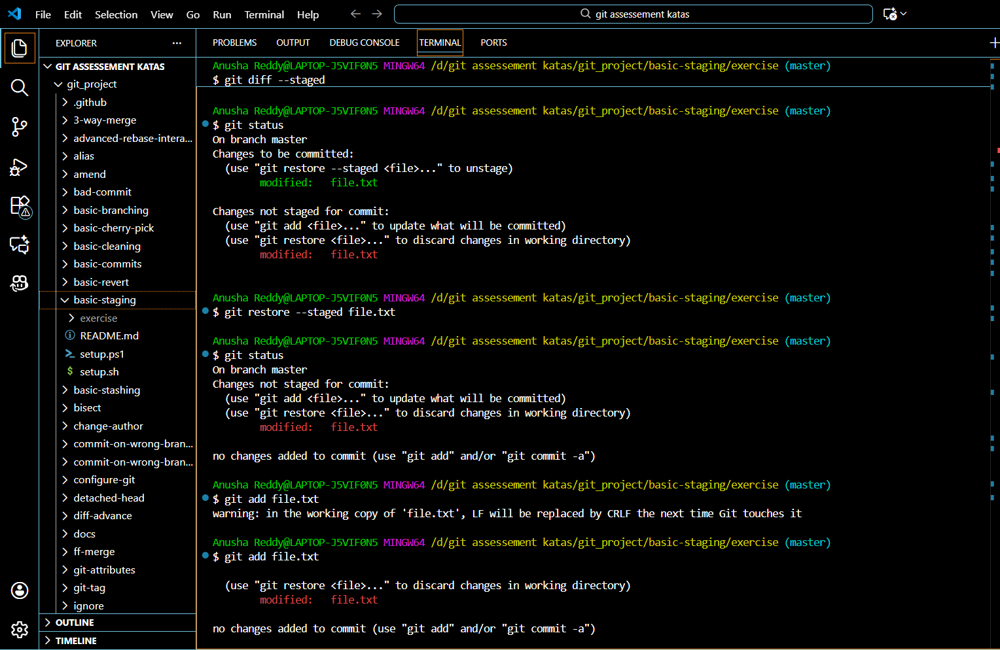 File Edit Selection View Go Run Terminal Help
git assessement katas
EXPLORER
GIT ASSESSEMENT KATAS
git_project
.github
3-way-merge
advanced-rebase-intera...
alias
amend
bad-commit
basic-branching
basic-cherry-pick
basic-cleaning
basic-commits
basic-revert
basic-staging
exercise
README.md
setup.ps1
$ setup.sh
basic-stashing
bisect
change-author
commit-on-wrong-bran...
commit-on-wrong-bran...
configure-git
detached-head
diff-advance
docs
ff-merge
git-attributes
git-tag
ignore
OUTLINE
TIMELINE
PROBLEMS OUTPUT DEBUG CONSOLE TERMINAL PORTS
Anusha Reddy@LAPTOP-J5VIF0N5 MINGW64 /d/git assessement katas/git_project/basic-staging/exercise (master)
$ git diff --staged
Anusha Reddy@LAPTOP-J5VIF0N5 MINGW64 /d/git assessement katas/git_project/basic-staging/exercise (master)
$ git status
On branch master
Changes to be committed:
(use "git restore --staged <file>..." to unstage)
modified: file.txt
Changes not staged for commit:
(use "git add <file>..." to update what will be committed)
(use "git restore <file>..." to discard changes in working directory)
modified: file.txt
Anusha Reddy@LAPTOP-J5VIF0N5 MINGW64 /d/git assessement katas/git_project/basic-staging/exercise (master)
$ git restore --staged file.txt
Anusha Reddy@LAPTOP-J5VIF0N5 MINGW64 /d/git assessement katas/git_project/basic-staging/exercise (master)
$ git status
On branch master
Changes not staged for commit:
(use "git add <file>..." to update what will be committed)
(use "git restore <file>..." to discard changes in working directory)
modified: file.txt
no changes added to commit (use "git add" and/or "git commit -a")
Anusha Reddy@LAPTOP-J5VIF0N5 MINGW64 /d/git assessement katas/git_project/basic-staging/exercise (master)
$ git add file.txt
warning: in the working copy of 'file.txt', LF will be replaced by CRLF the next time Git touches it
Anusha Reddy@LAPTOP-J5VIF0N5 MINGW64 /d/git assessement katas/git_project/basic-staging/exercise (master)
$ git add file.txt
(use "git restore <file>..." to discard changes in working directory)
modified: file.txt
no changes added to commit (use "git add" and/or "git commit -a")